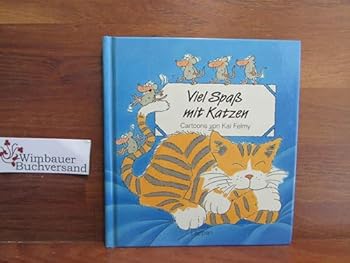 Viel Spaß
mit Katzen
Cartoons von Kai Felmy
Wimbauer
Buchversand